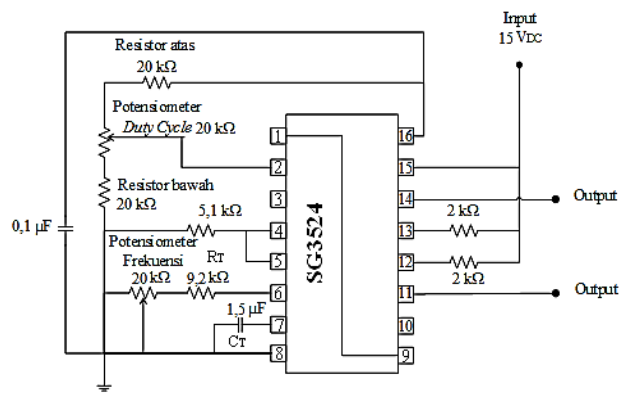 Input
15 VDC
Resistor atas
20 kΩ
Potensiometer
Duty Cycle 20 kΩ
Resistor bawah
20 kΩ
0,1 µF
5,1 kΩ
Potensiometer
Frekuensi
20 kΩ
RT
9,2 kΩ
1,5 µF
CT
SG3524
1
2
3
4
5
6
7
8
16
15
14
13
12
11
10
9
2 kΩ
2 kΩ
Output
Output